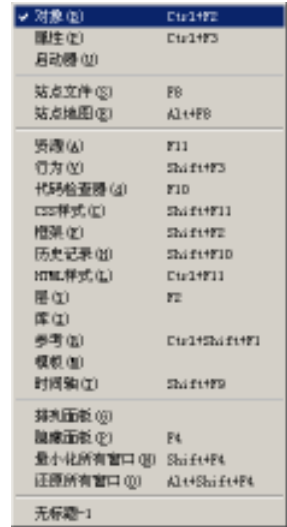 对象(B) Ctrl+F2
属性(P) Ctrl+F3
启动器(U)
站点文件(S) F8
站点地图(E) Alt+F8
资源(A) F11
行为(V) Shift+F3
代码检查器(d) F10
CSS样式(C) Shift+F11
框架(R) Shift+F2
历史记录(H) Shift+F10
HTML样式(L) Ctrl+F11
层(Y) F2
库(I)
参考(N) Ctrl+Shift+F1
模板(M)
时间轴(T) Shift+F9
排列面板(G)
隐藏面板(P) F4
最小化所有窗口(W) Shift+F4
还原所有窗口(O) Alt+Shift+F4
无标题-1